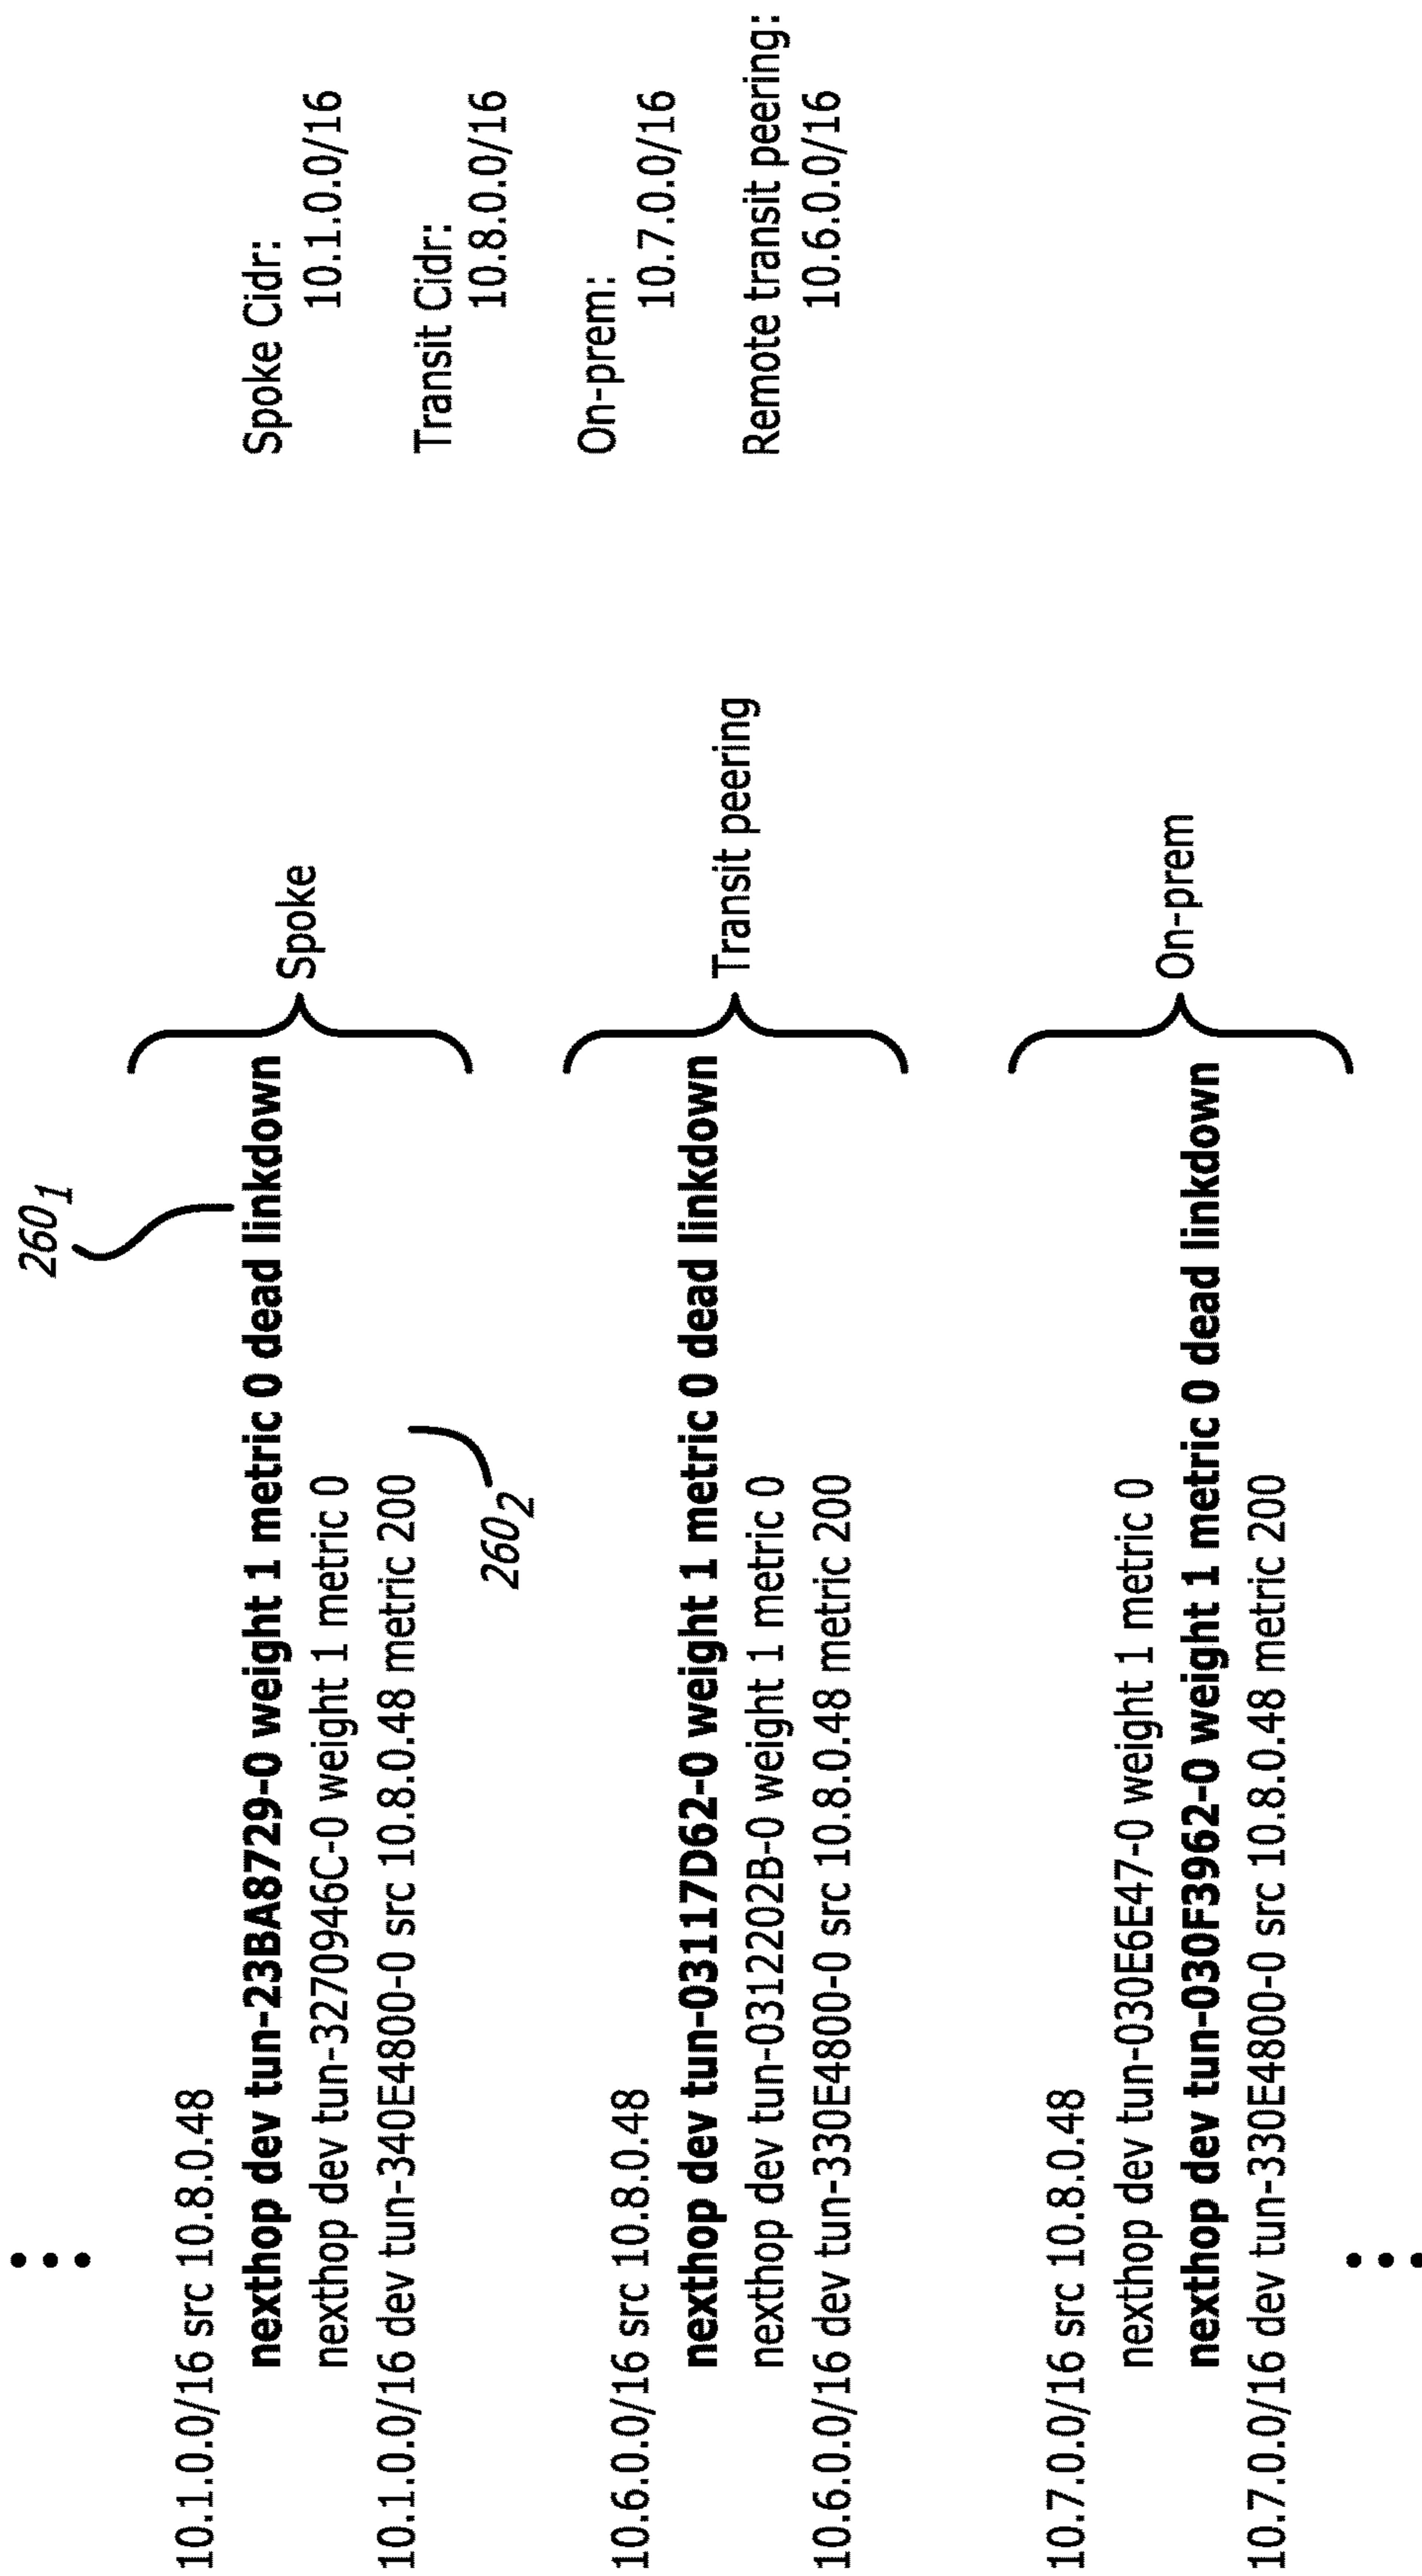 260₁
10.1.0.0/16 src 10.8.0.48
nexthop dev tun-23BA8729-0 weight 1 metric 0 dead linkdown
nexthop dev tun-3270946C-0 weight 1 metric 0
10.1.0.0/16 dev tun-340E4800-0 src 10.8.0.48 metric 200
Spoke
260₂
10.6.0.0/16 src 10.8.0.48
nexthop dev tun-03117D62-0 weight 1 metric 0 dead linkdown
nexthop dev tun-0312202B-0 weight 1 metric 0
10.6.0.0/16 dev tun-330E4800-0 src 10.8.0.48 metric 200
Transit peering
10.7.0.0/16 src 10.8.0.48
nexthop dev tun-030E6E47-0 weight 1 metric 0
nexthop dev tun-030F3962-0 weight 1 metric 0 dead linkdown
10.7.0.0/16 dev tun-330E4800-0 src 10.8.0.48 metric 200
On-prem
Spoke Cidr:
10.1.0.0/16
Transit Cidr:
10.8.0.0/16
On-prem:
10.7.0.0/16
Remote transit peering:
10.6.0.0/16